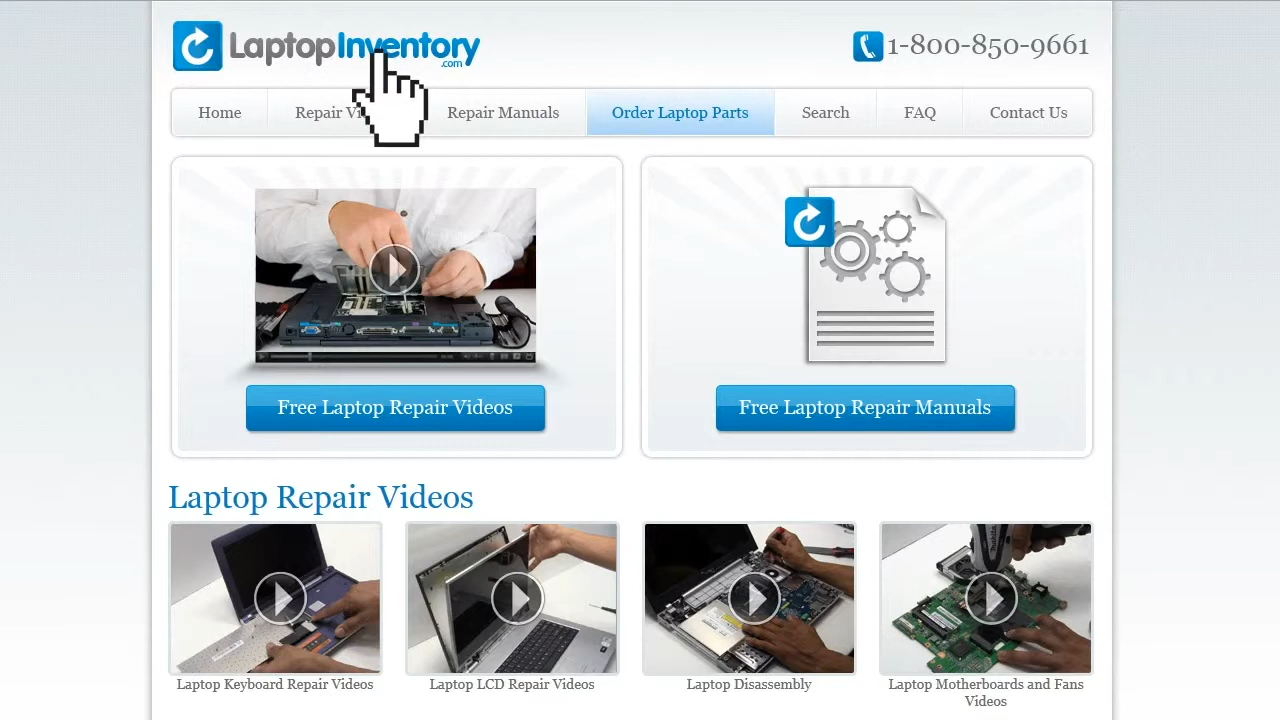 LaptopInventory
.com
1-800-850-9661
Home
Repair Vi
Repair Manuals
Order Laptop Parts
Search
FAQ
Contact Us
Free Laptop Repair Videos
Free Laptop Repair Manuals
Laptop Repair Videos
Laptop Keyboard Repair Videos
Laptop LCD Repair Videos
Laptop Disassembly
Laptop Motherboards and Fans
Videos